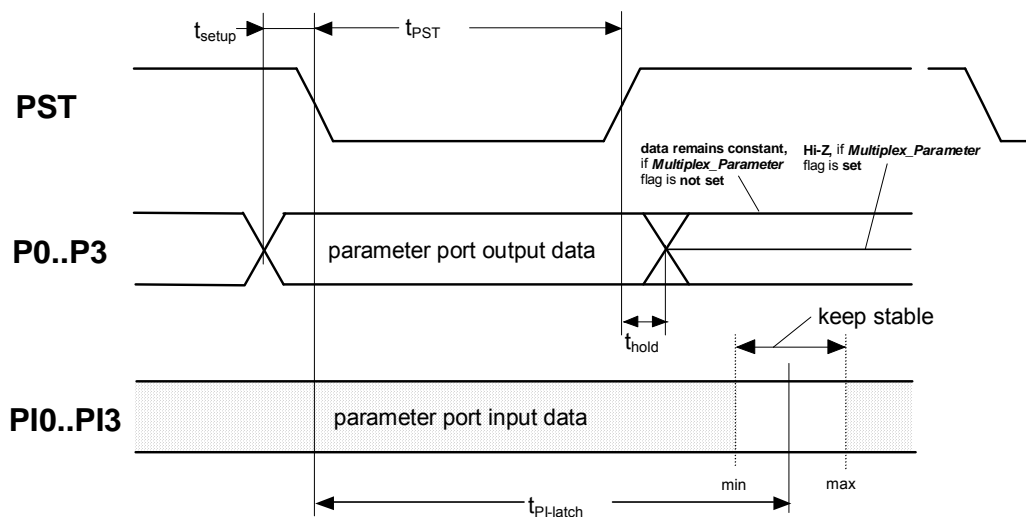 tsetup
tPST
PST
data remains constant,
if Multiplex_Parameter
flag is not set
Hi-Z, if Multiplex_Parameter
flag is set
P0..P3
parameter port output data
keep stable
thold
PI0..PI3
parameter port input data
min
max
tPI-latch